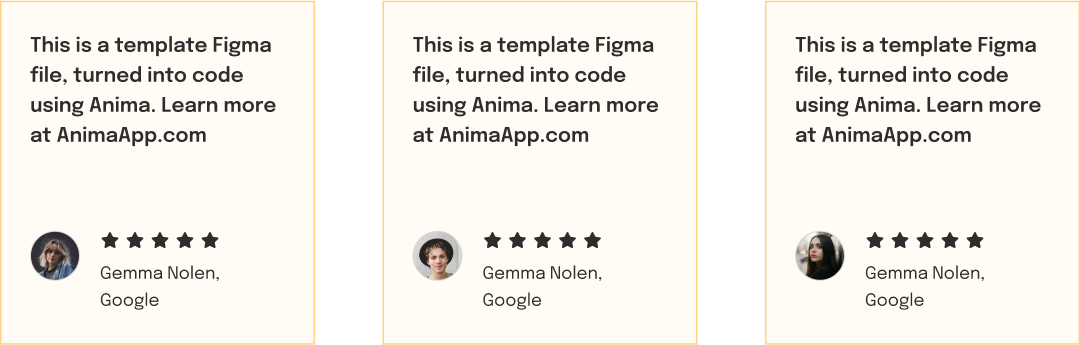 This is a template Figma
file, turned into code
using Anima. Learn more
at AnimaApp.com
Gemma Nolen,
Google
This is a template Figma
file, turned into code
using Anima. Learn more
at AnimaApp.com
Gemma Nolen,
Google
This is a template Figma
file, turned into code
using Anima. Learn more
at AnimaApp.com
Gemma Nolen,
Google